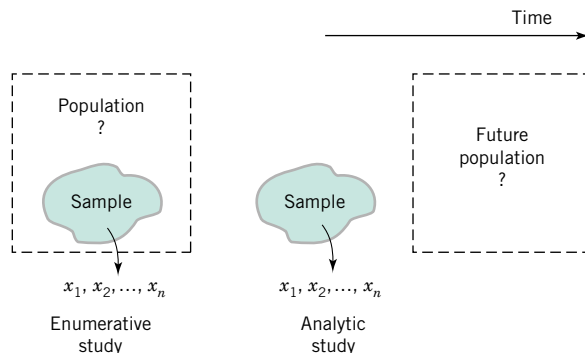 Time
Population
?
Sample
x₁, x₂,..., xₙ
Enumerative
study
Sample
x₁, x₂,..., xₙ
Analytic
study
Future
population
?